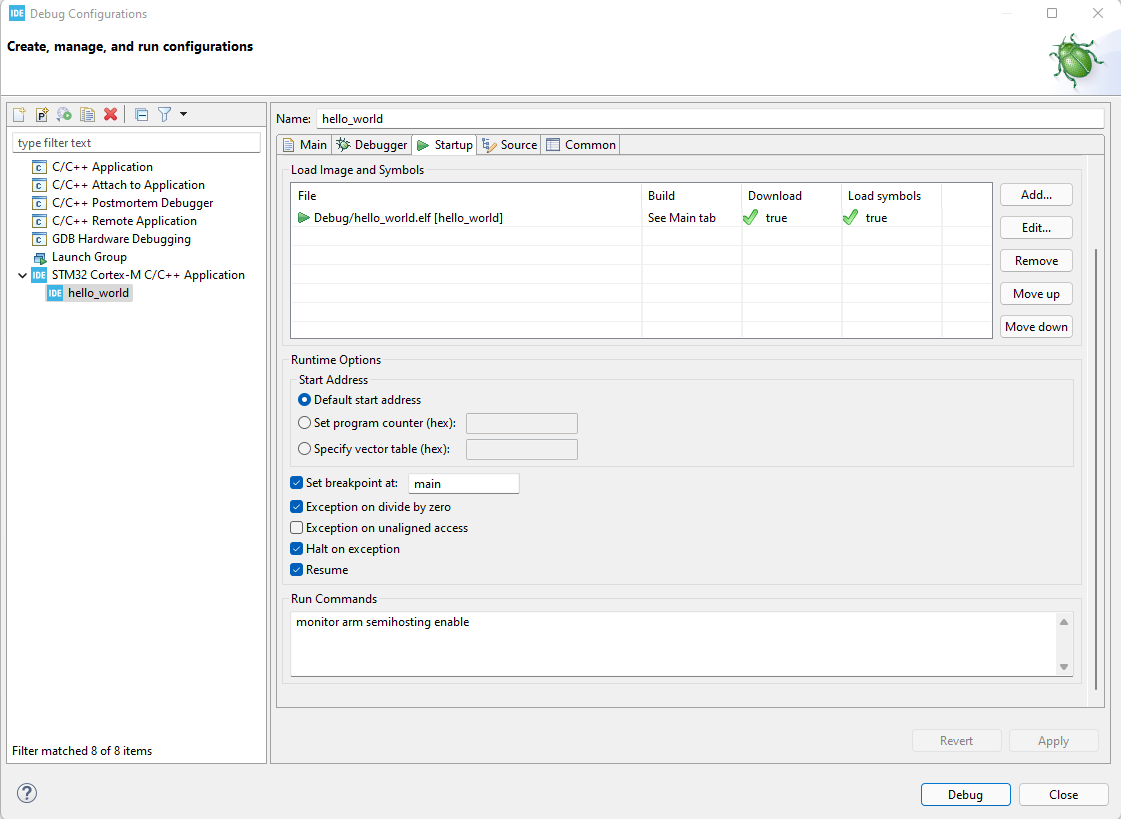 IDE Debug Configurations
Create, manage, and run configurations
type filter text
C C/C++ Application
C C/C++ Attach to Application
C C/C++ Postmortem Debugger
C C/C++ Remote Application
C GDB Hardware Debugging
Launch Group
IDE STM32 Cortex-M C/C++ Application
IDE hello_world
Filter matched 8 of 8 items
Name: hello_world
Main Debugger Startup Source Common
Load Image and Symbols
File Build Download Load symbols
Debug/hello_world.elf [hello_world] See Main tab true true
Add...
Edit...
Remove
Move up
Move down
Runtime Options
Start Address
Default start address
Set program counter (hex):
Specify vector table (hex):
Set breakpoint at: main
Exception on divide by zero
Exception on unaligned access
Halt on exception
Resume
Run Commands
monitor arm semihosting enable
Revert Apply
? Debug Close